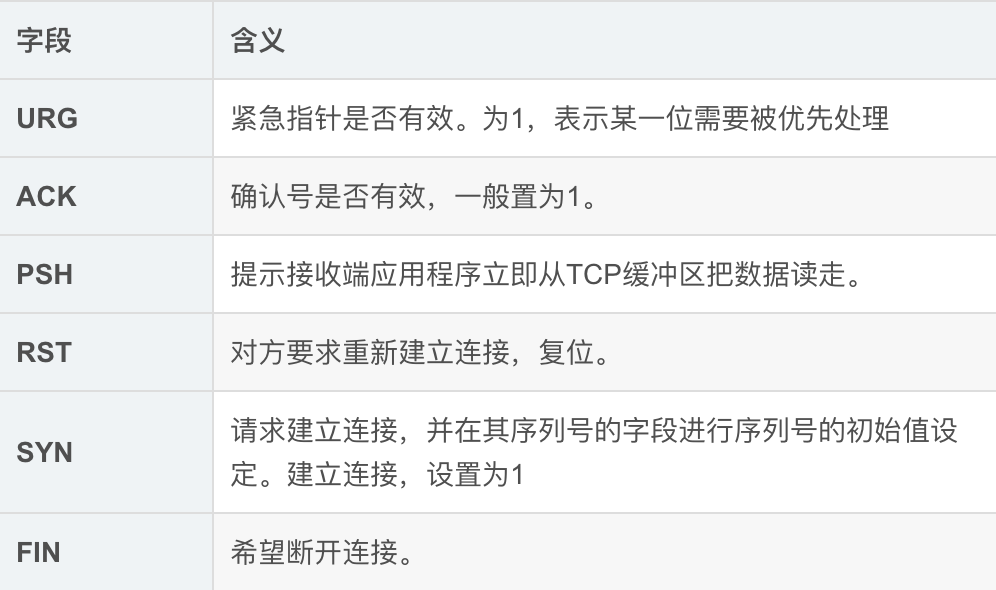 字段 含义
URG 紧急指针是否有效。为1，表示某一位需要被优先处理
ACK 确认号是否有效，一般置为1。
PSH 提示接收端应用程序立即从TCP缓冲区把数据读走。
RST 对方要求重新建立连接，复位。
SYN 请求建立连接，并在其序列号的字段进行序列号的初始值设
定。建立连接，设置为1
FIN 希望断开连接。